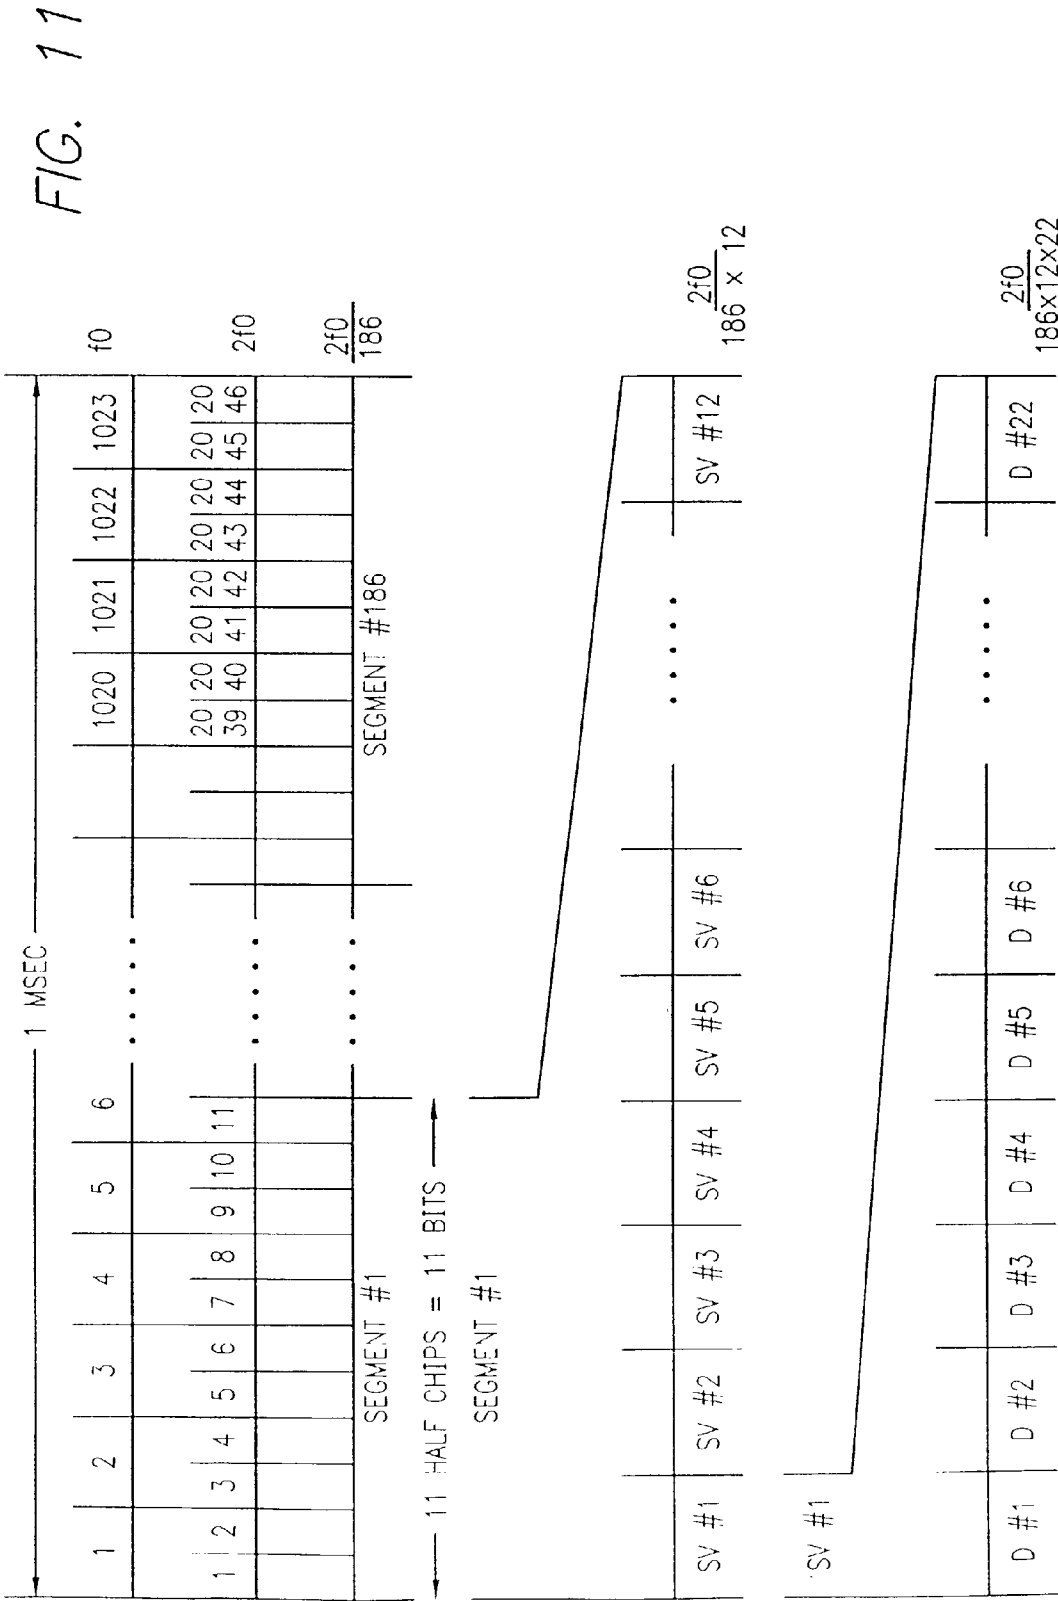 FIG. 11
1 MSEC
1 2 3 4 5 6 1020 1021 1022 1023 f0
1 2 3 4 5 6 7 8 9 10 11 20 39 20 40 20 41 20 42 20 43 20 44 20 45 20 46 2f0
SEGMENT #1 SEGMENT #186 2f0
186
11 HALF CHIPS = 11 BITS
SEGMENT #1
SV #1 SV #2 SV #3 SV #4 SV #5 SV #6 SV #12 2f0
186 x 12
SV #1
D #1 D #2 D #3 D #4 D #5 D #6 D #22 2f0
186x12x22